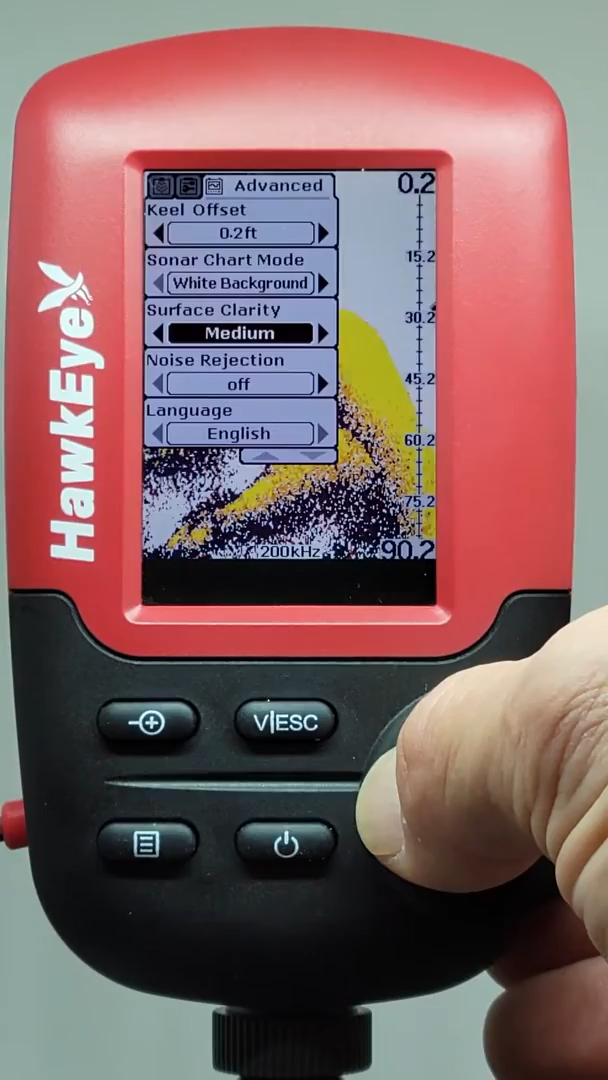 Advanced
Keel Offset
0.2ft
Sonar Chart Mode
White Background
Surface Clarity
Medium
Noise Rejection
off
Language
English
0.2
15.2
30.2
45.2
60.2
75.2
90.2
200kHz
HawkEye
V|ESC